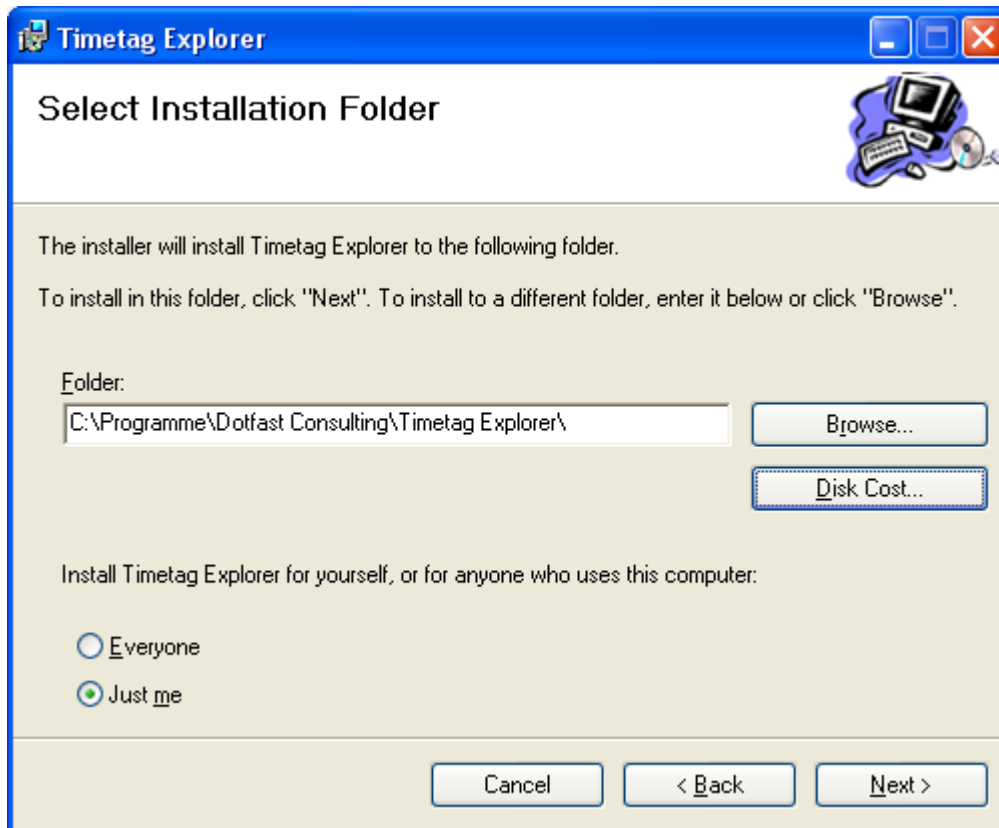 Timetag Explorer
Select Installation Folder
The installer will install Timetag Explorer to the following folder.
To install in this folder, click "Next". To install to a different folder, enter it below or click "Browse".
Folder:
C:\Programme\Dotfast Consulting\Timetag Explorer\
Browse...
Disk Cost...
Install Timetag Explorer for yourself, or for anyone who uses this computer:
Everyone
Just me
Cancel
< Back
Next >